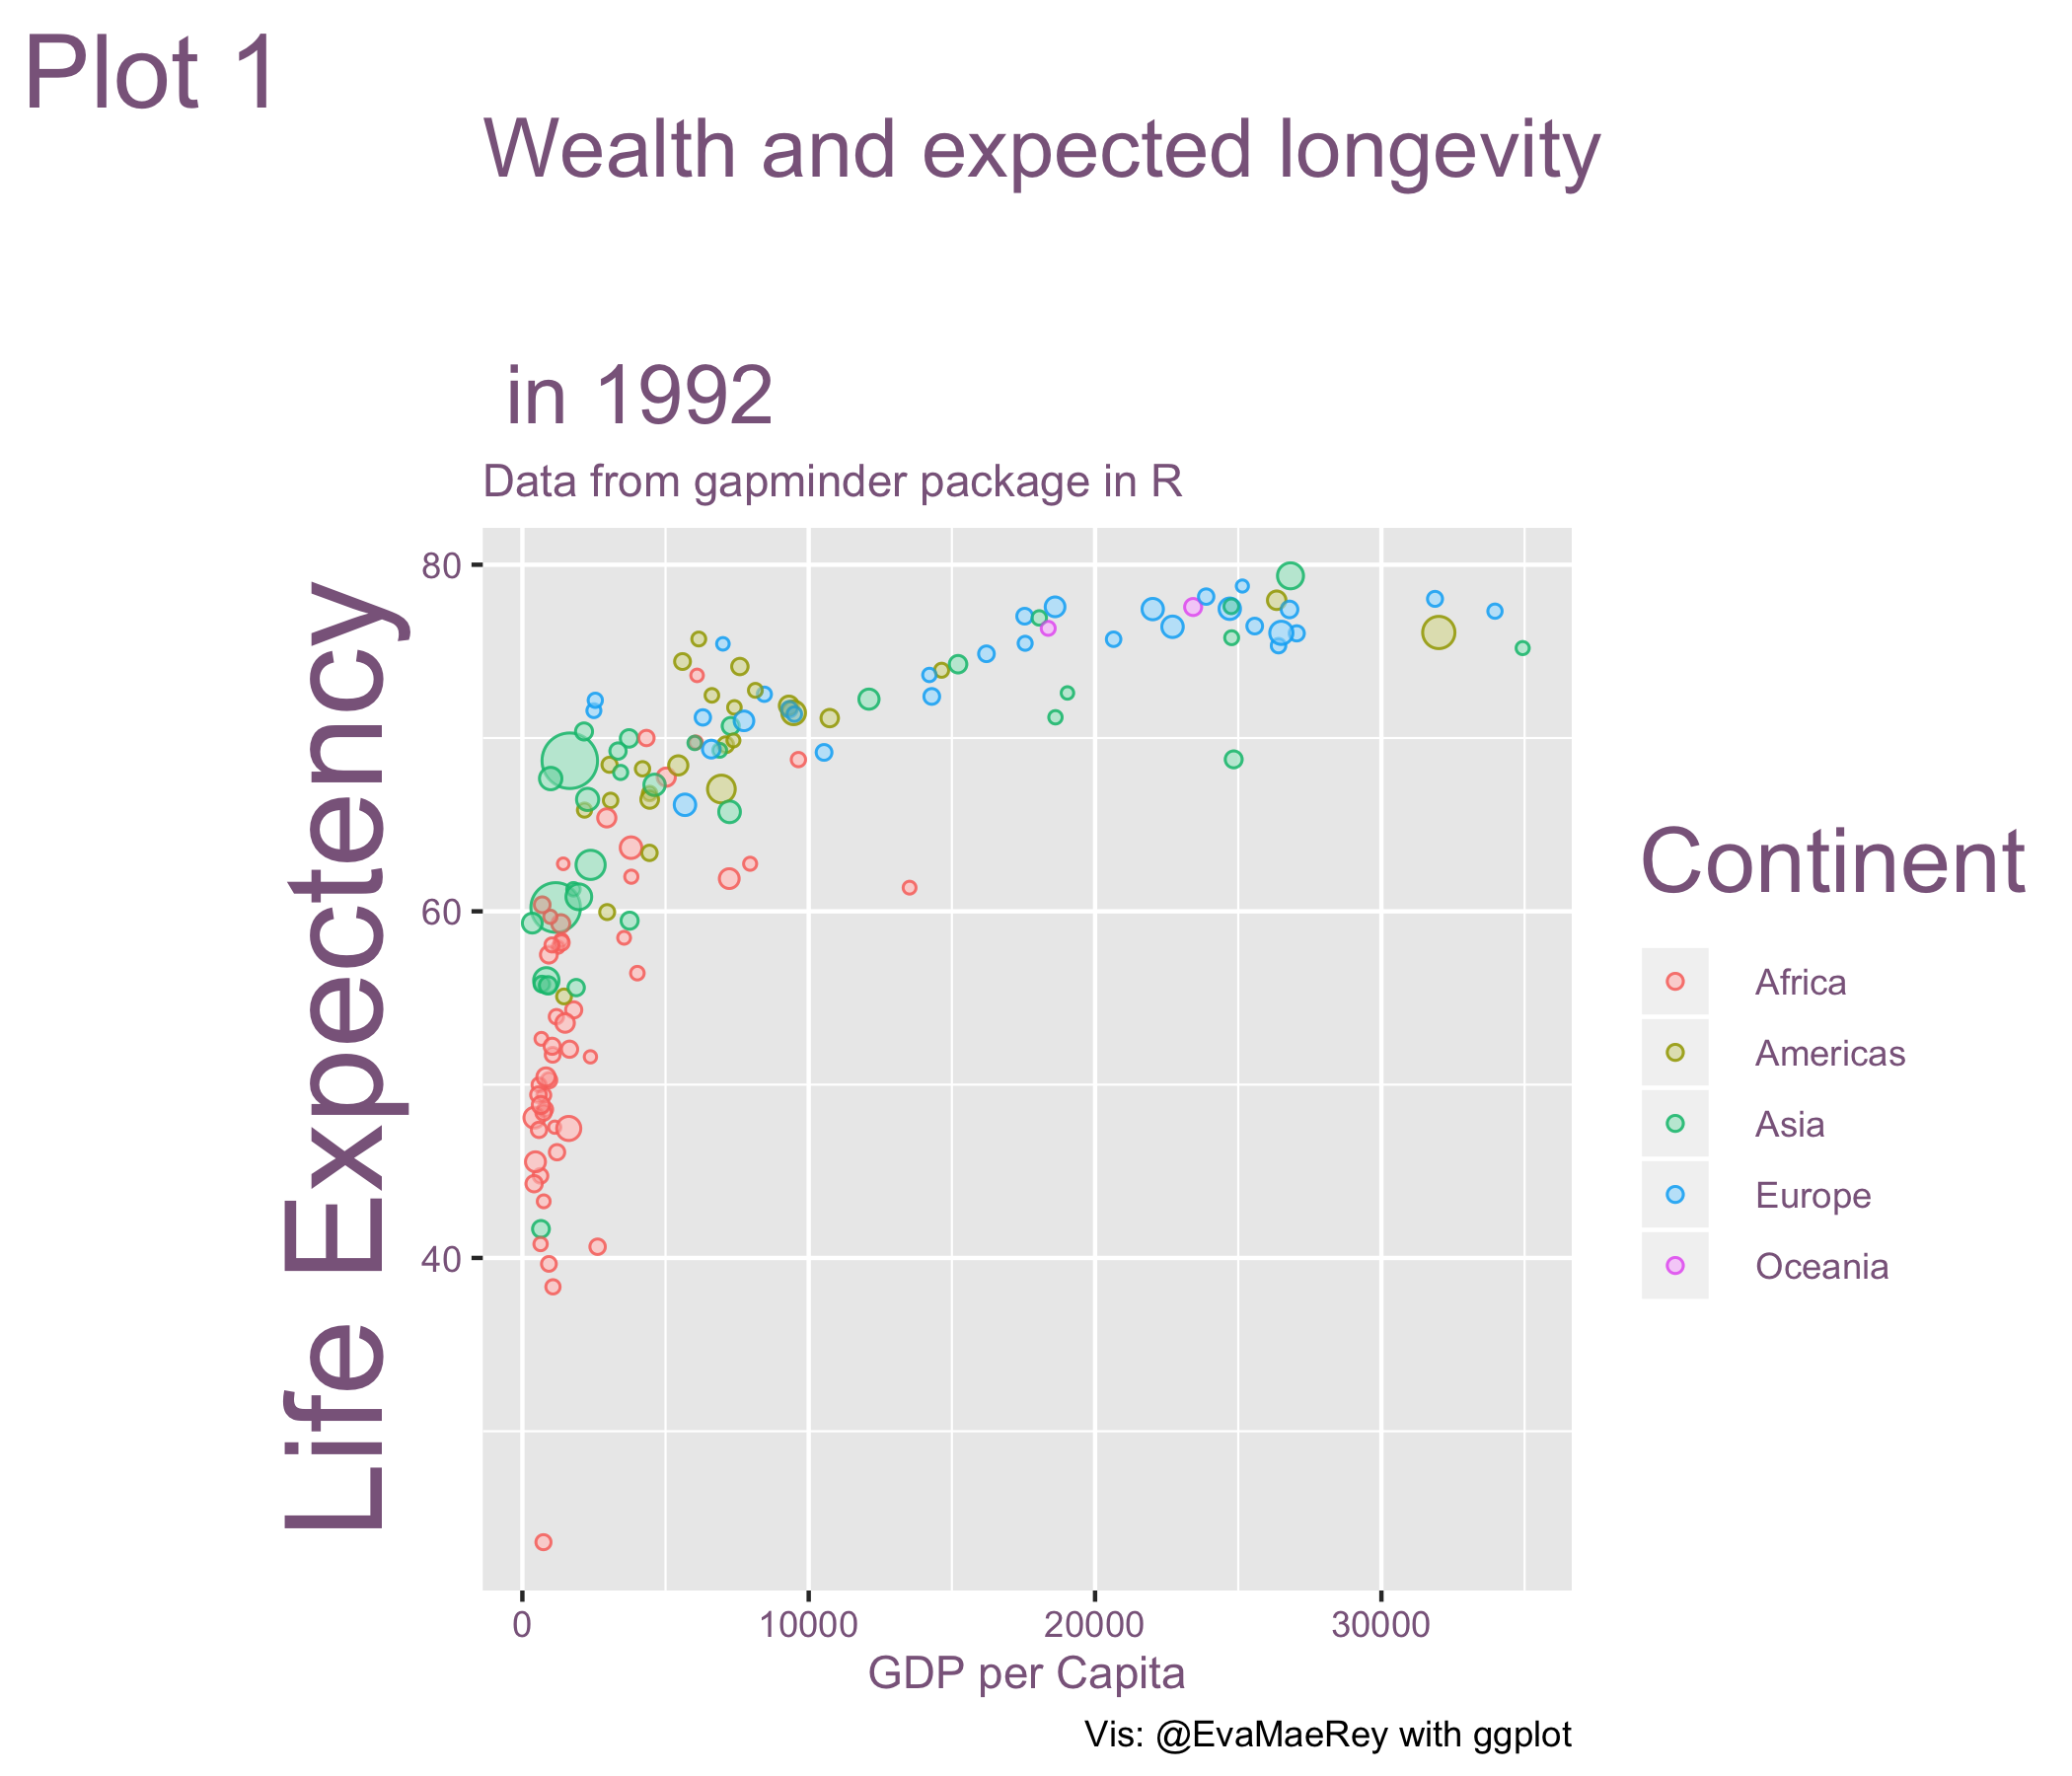 Plot 1
Wealth and expected longevity
in 1992
Data from gapminder package in R
Life Expectency
80
60
40
0 10000 20000 30000
GDP per Capita
Continent
Africa
Americas
Asia
Europe
Oceania
Vis: @EvaMaeRey with ggplot